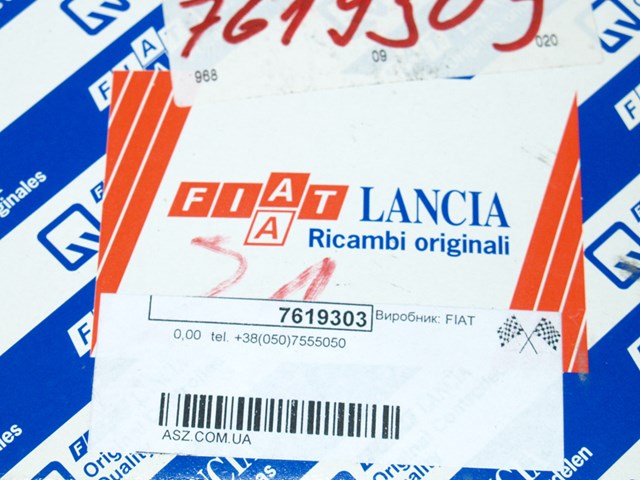 7619303
968 09 020
FIAT LANCIA
A
Ricambi originali
7619303 Виробник: FIAT
0,00 tel. +38(050)7555050
ASZ.COM.UA